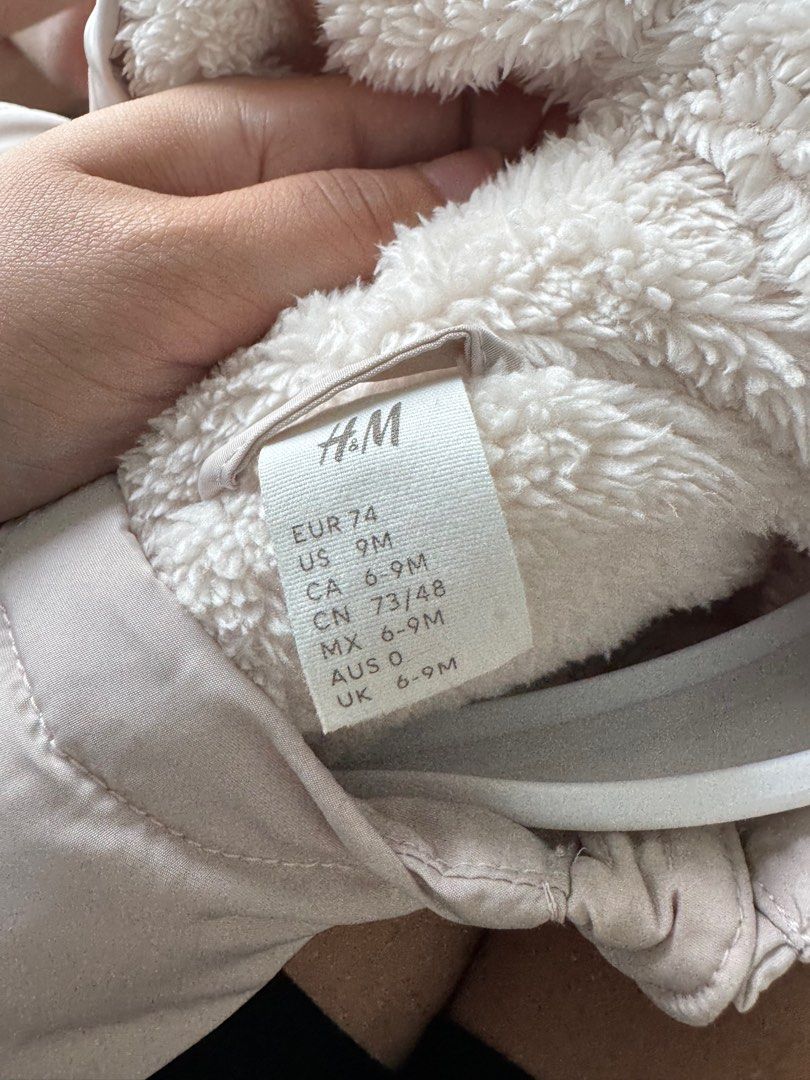 H&M
EUR 74
US 9M
CA 6-9M
CN 73/48
MX 6-9M
AUS 0
UK 6-9M